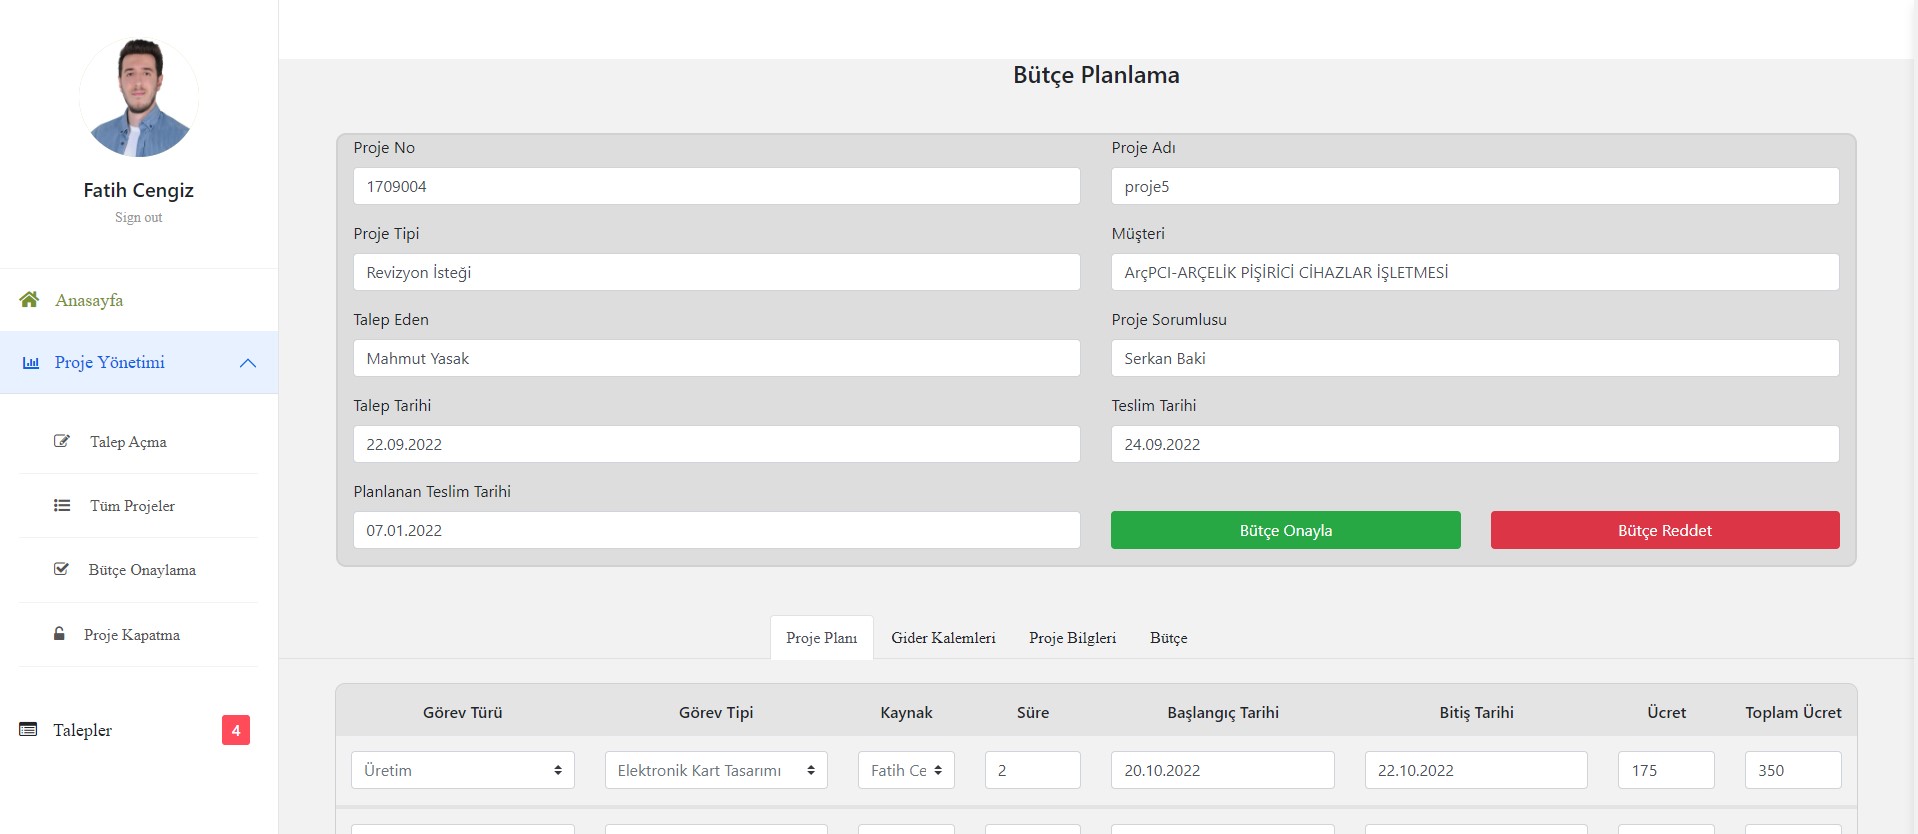 Fatih Cengiz
Sign out
Anasayfa
Proje Yönetimi
Talep Açma
Tüm Projeler
Bütçe Onaylama
Proje Kapatma
Talepler 4
Bütçe Planlama
Proje No Proje Adı
1709004 proje5
Proje Tipi Müşteri
Revizyon İsteği ArçPCI-ARÇELİK PİŞİRİCİ CİHAZLAR İŞLETMESİ
Talep Eden Proje Sorumlusu
Mahmut Yasak Serkan Baki
Talep Tarihi Teslim Tarihi
22.09.2022 24.09.2022
Planlanan Teslim Tarihi
07.01.2022 Bütçe Onayla Bütçe Reddet
Proje Planı Gider Kalemleri Proje Bilgleri Bütçe
Görev Türü Görev Tipi Kaynak Süre Başlangıç Tarihi Bitiş Tarihi Ücret Toplam Ücret
Üretim Elektronik Kart Tasarımı Fatih Ce 2 20.10.2022 22.10.2022 175 350